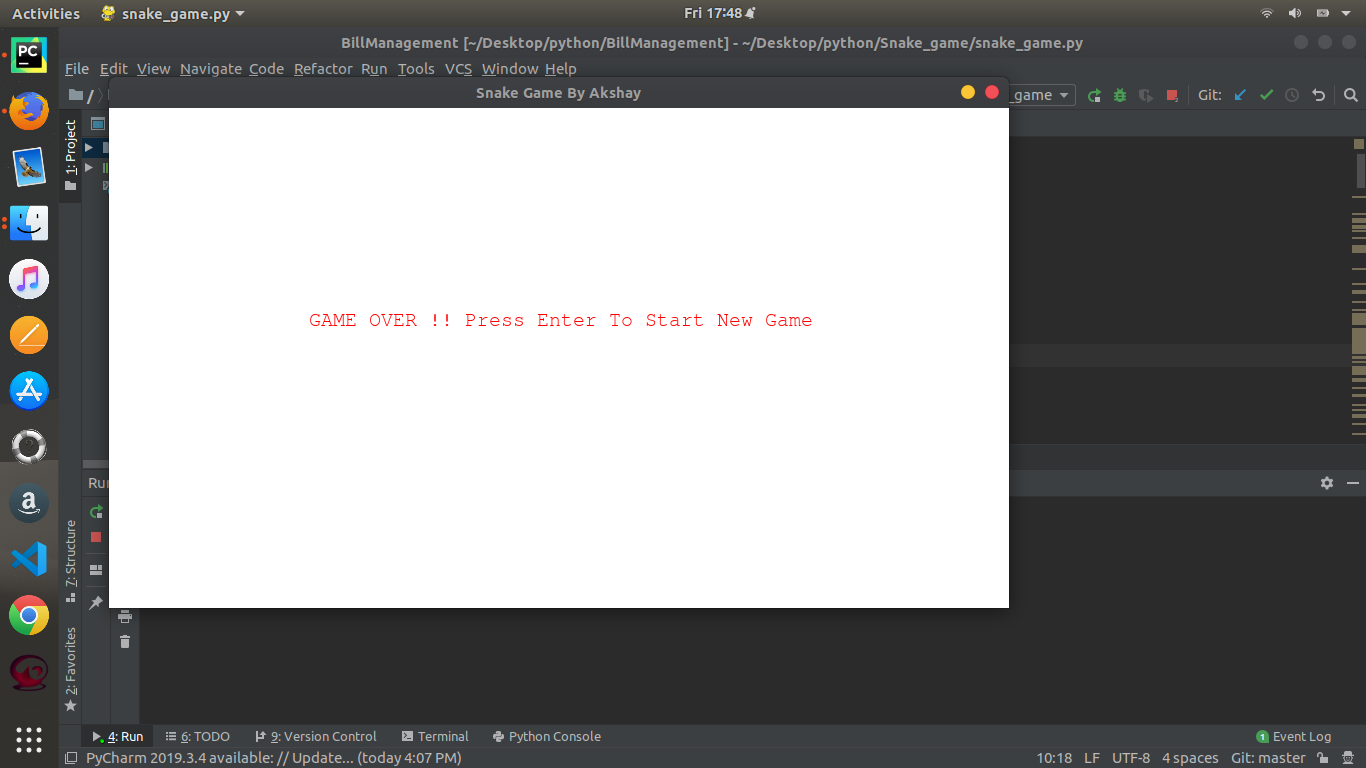 Activities snake_game.py Fri 17:48
BillManagement [~/Desktop/python/BillManagement] - ~/Desktop/python/Snake_game/snake_game.py
File Edit View Navigate Code Refactor Run Tools VCS Window Help
Snake Game By Akshay
/ _game Git:
1: Project
GAME OVER !! Press Enter To Start New Game
Ru
7: Structure
2: Favorites
4: Run 6: TODO 9: Version Control Terminal Python Console 1 Event Log
PyCharm 2019.3.4 available: // Update... (today 4:07 PM) 10:18 LF UTF-8 4 spaces Git: master
PC
a